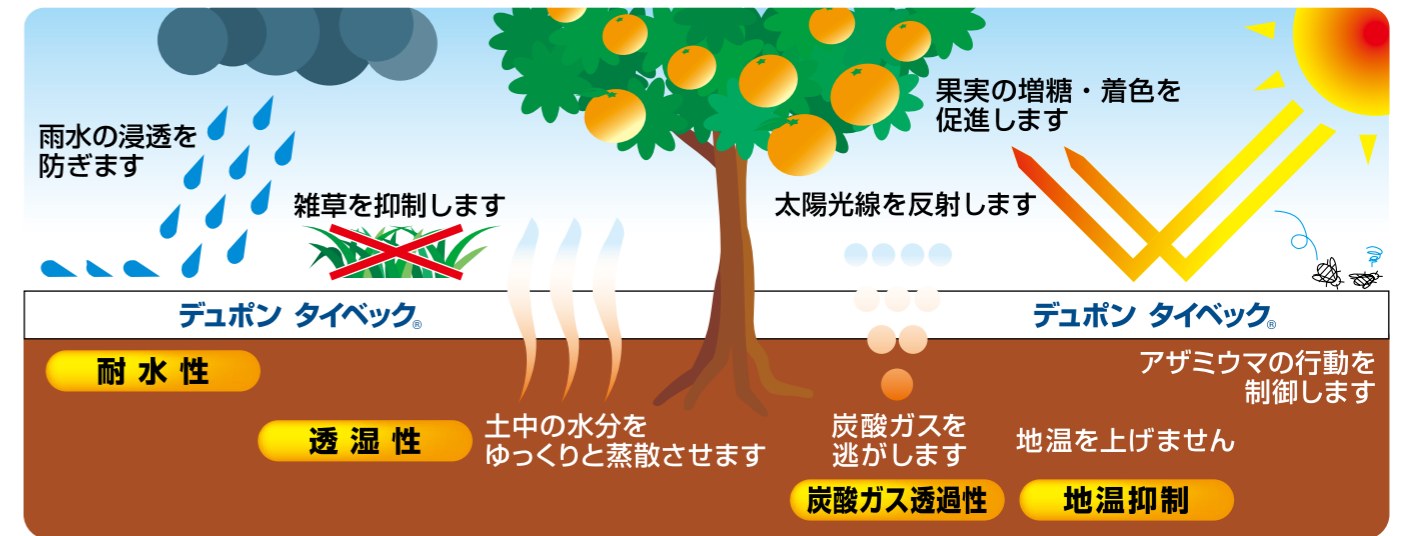 雨水の浸透を
防ぎます
雑草を抑制します
果実の増糖・着色を
促進します
太陽光線を反射します
デュポン タイベック®
デュポン タイベック®
耐水性
透湿性
土中の水分を
ゆっくりと蒸散させます
炭酸ガスを
逃がします
炭酸ガス透過性
アザミウマの行動を
制御します
地温を上げません
地温抑制